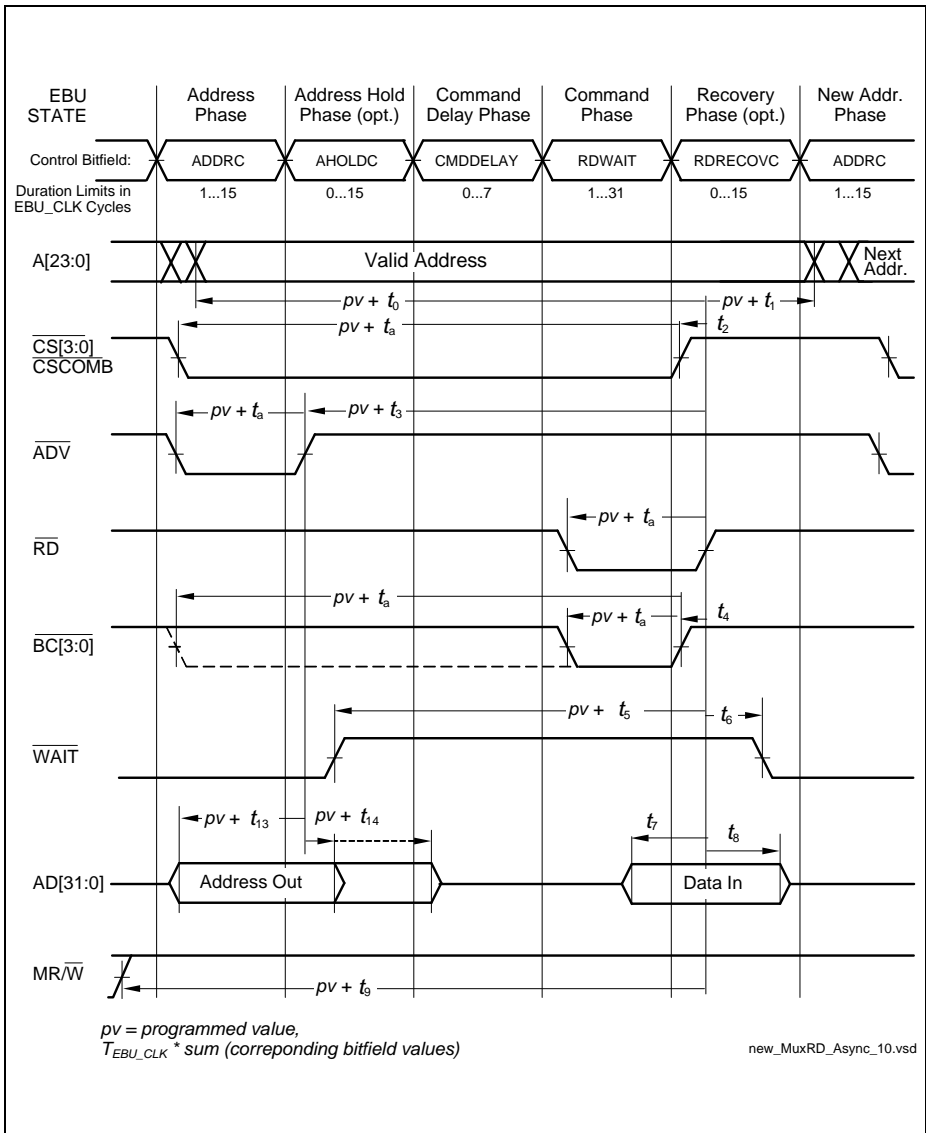 EBU STATE
Address Phase
Address Hold Phase (opt.)
Command Delay Phase
Command Phase
Recovery Phase (opt.)
New Addr. Phase
Control Bitfield: ADDRC AHOLDC CMDDELAY RDWAIT RDRECOVC ADDRC
Duration Limits in EBU_CLK Cycles
1...15 0...15 0...7 1...31 0...15 1...15
A[23:0] Valid Address Next Addr.
pv + t0 pv + t1
pv + ta t2
CS[3:0]
CSCOMB
pv + ta pv + t3
ADV
pv + ta
RD
pv + ta
pv + ta t4
BC[3:0]
pv + t5 t6
WAIT
pv + t13 pv + t14 t7 t8
AD[31:0] Address Out Data In
MR/W
pv + t9
pv = programmed value,
TEBU_CLK * sum (correponding bitfield values)
new_MuxRD_Async_10.vsd